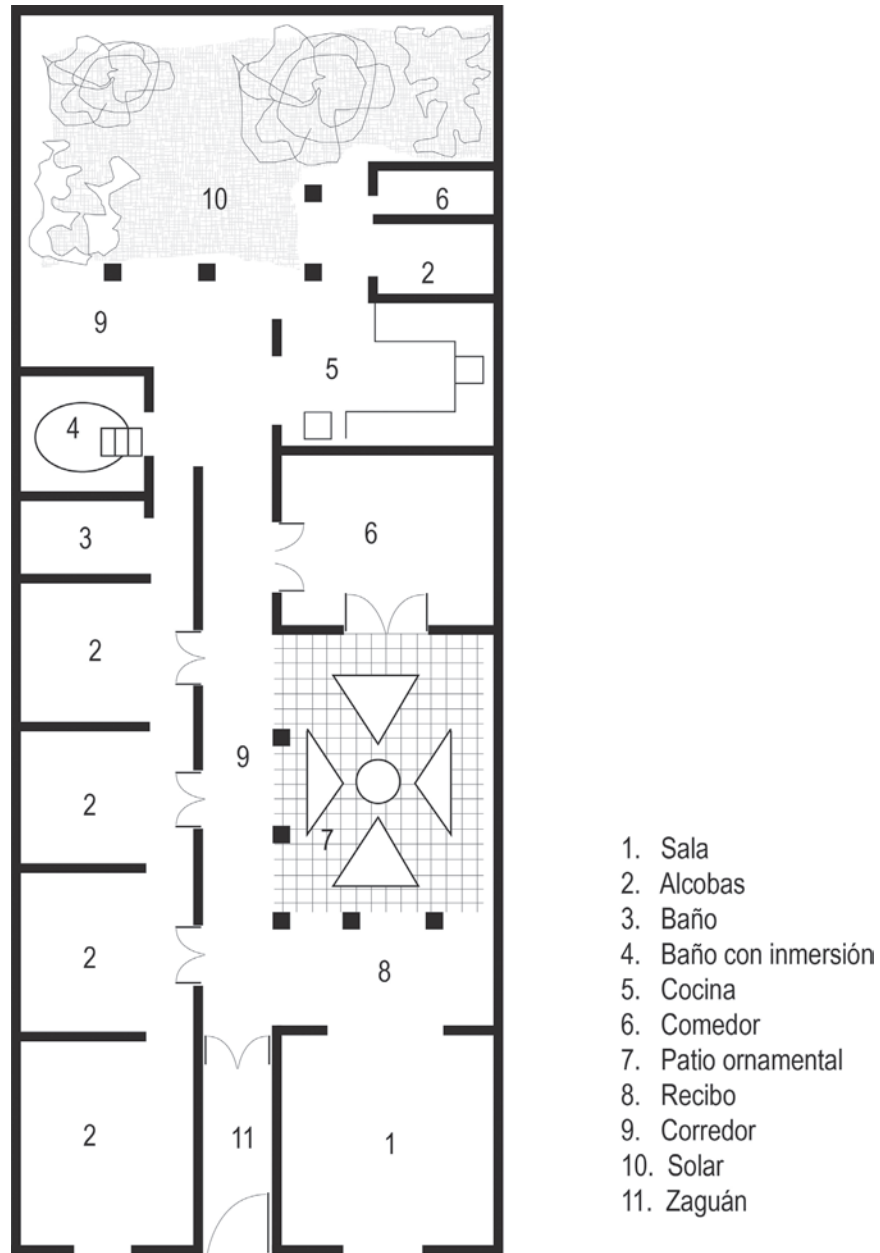 10
6
2
9
5
4
3
6
2
2
9
7
2
8
2
11
1
1. Sala
2. Alcobas
3. Baño
4. Baño con inmersión
5. Cocina
6. Comedor
7. Patio ornamental
8. Recibo
9. Corredor
10. Solar
11. Zaguán